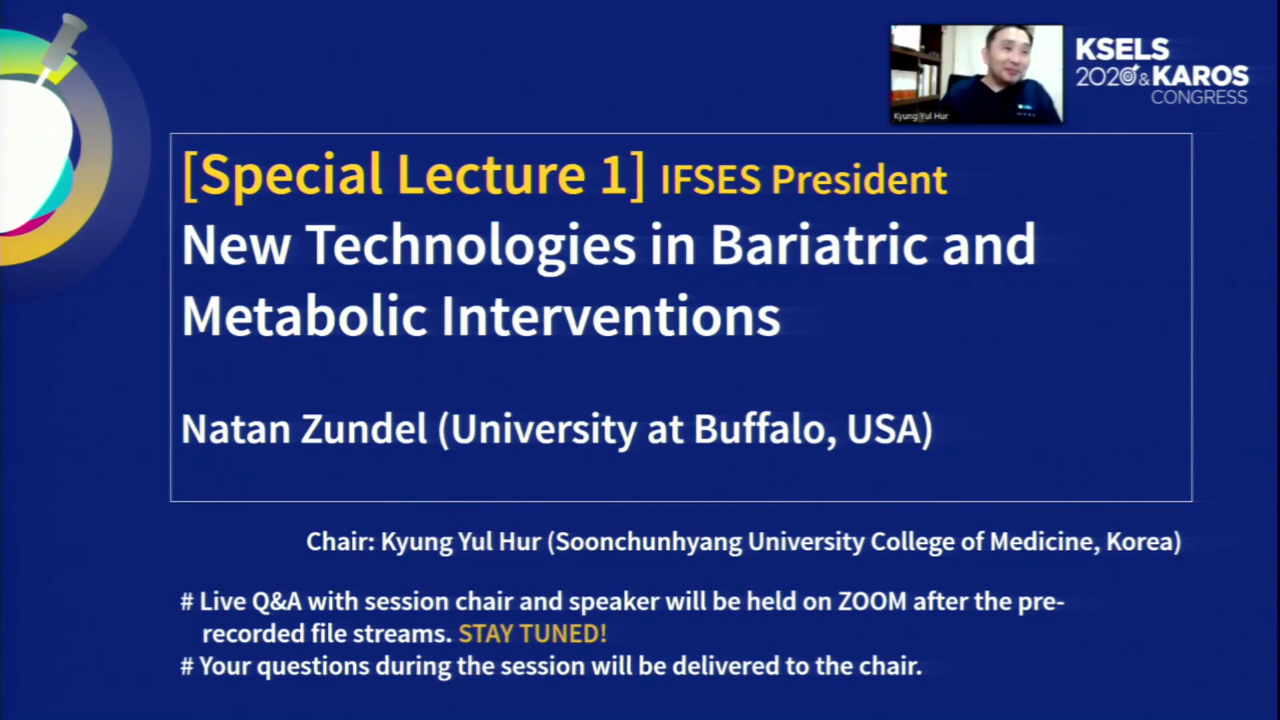 Kyung Yul Hur
KSELS
2020 & KAROS
CONGRESS
[Special Lecture 1] IFSES President
New Technologies in Bariatric and
Metabolic Interventions
Natan Zundel (University at Buffalo, USA)
Chair: Kyung Yul Hur (Soonchunhyang University College of Medicine, Korea)
# Live Q&A with session chair and speaker will be held on ZOOM after the pre-
recorded file streams. STAY TUNED!
# Your questions during the session will be delivered to the chair.